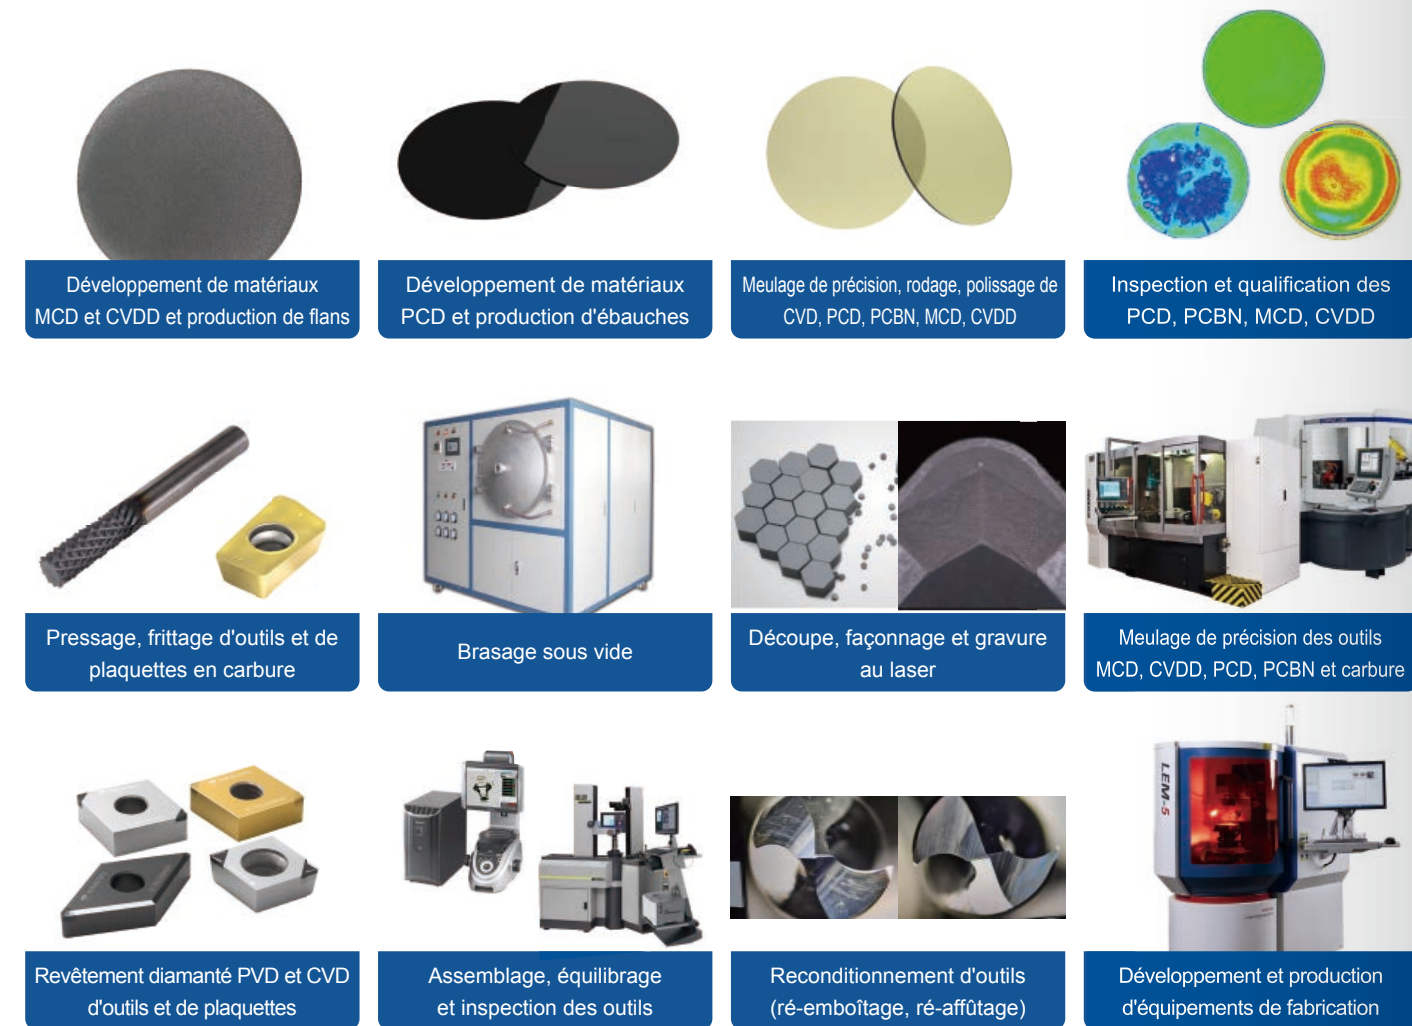 Développement de matériaux
MCD et CVDD et production de flans
Développement de matériaux
PCD et production d'ébauches
Meulage de précision, rodage, polissage de
CVD, PCD, PCBN, MCD, CVDD
Inspection et qualification des
PCD, PCBN, MCD, CVDD
Pressage, frittage d'outils et de
plaquettes en carbure
Brasage sous vide
Découpe, façonnage et gravure
au laser
Meulage de précision des outils
MCD, CVDD, PCD, PCBN et carbure
LEM-5
Revêtement diamanté PVD et CVD
d'outils et de plaquettes
Assemblage, équilibrage
et inspection des outils
Reconditionnement d'outils
(ré-emboîtage, ré-affûtage)
Développement et production
d'équipements de fabrication